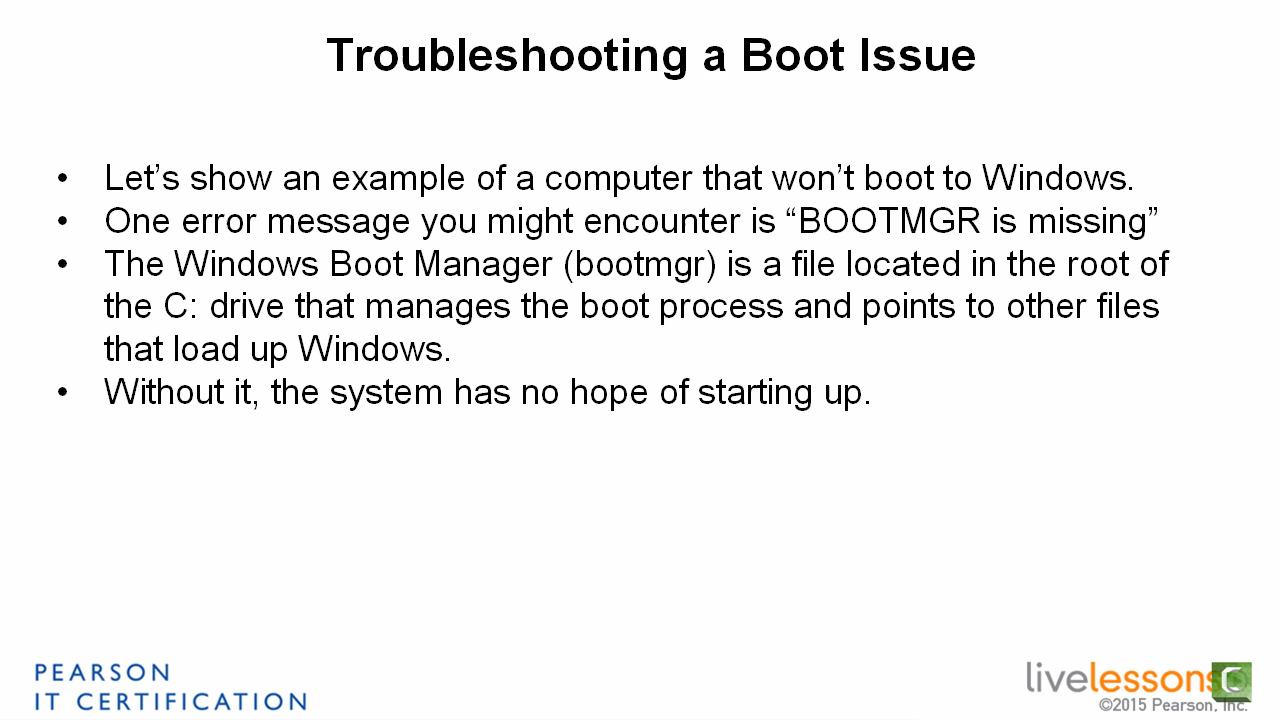 Troubleshooting a Boot Issue
• Let’s show an example of a computer that won’t boot to Windows.
• One error message you might encounter is “BOOTMGR is missing”
• The Windows Boot Manager (bootmgr) is a file located in the root of
the C: drive that manages the boot process and points to other files
that load up Windows.
• Without it, the system has no hope of starting up.
PEARSON
IT CERTIFICATION
livelessons
©2015 Pearson, Inc.